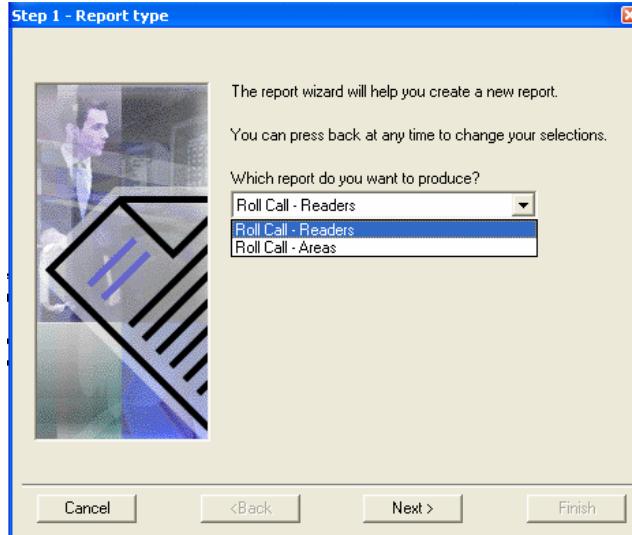 Step 1 - Report type
The report wizard will help you create a new report.
You can press back at any time to change your selections.
Which report do you want to produce?
Roll Call - Readers
Roll Call - Readers
Roll Call - Areas
Cancel
<Back
Next >
Finish